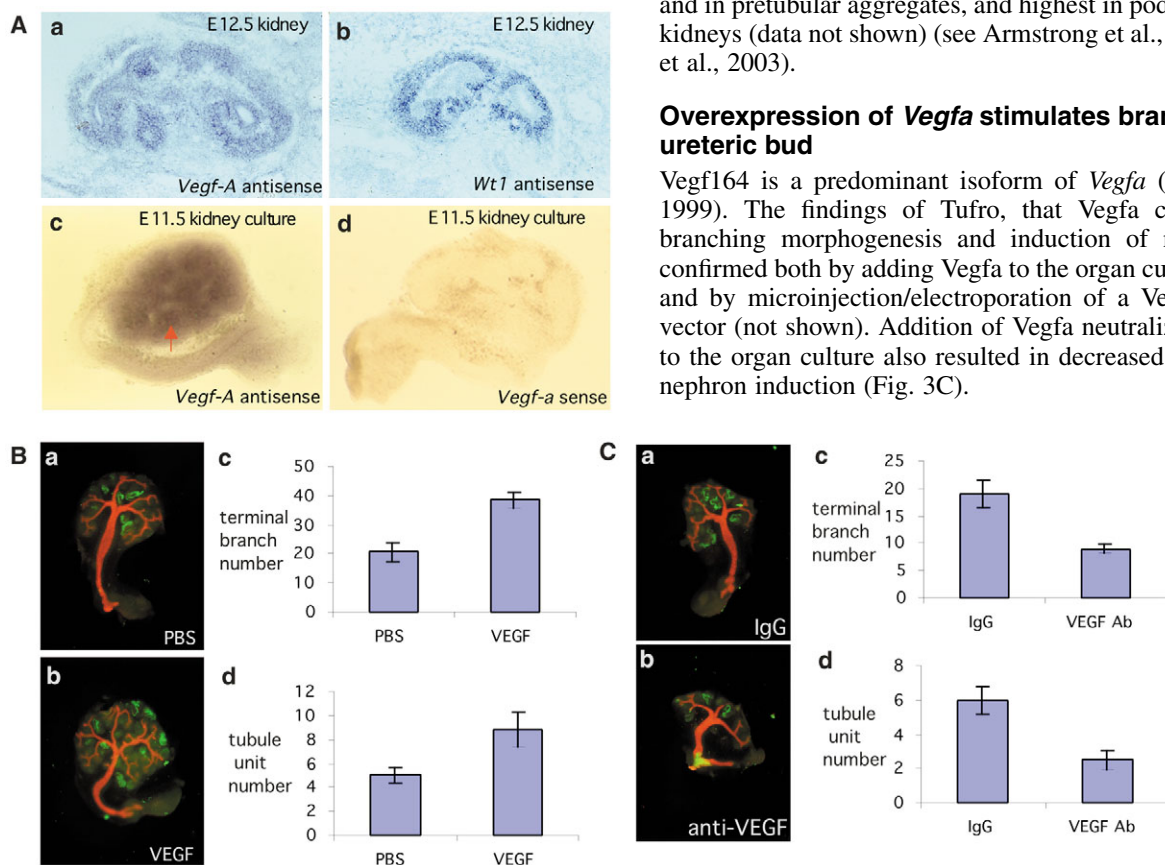 A
a
E12.5 kidney
Vegf-A antisense
b
E12.5 kidney
Wt1 antisense
c
E11.5 kidney culture
Vegf-A antisense
d
E11.5 kidney culture
Vegf-a sense
and in pretubular aggregates, and highest in
kidneys (data not shown) (see Armstrong et al.,
et al., 2003).
Overexpression of Vegfa stimulates
ureteric bud
Vegf164 is a predominant isoform of Vegfa (
1999). The findings of Tufro, that Vegfa
branching morphogenesis and induction of
confirmed both by adding Vegfa to the organ
and by microinjection/electroporation of a
vector (not shown). Addition of Vegfa
to the organ culture also resulted in decreased
nephron induction (Fig. 3C).
B
a
PBS
b
VEGF
c
terminal
branch
number
50
40
30
20
10
0
PBS
VEGF
d
tubule
unit
number
12
10
8
6
4
2
0
PBS
VEGF
C
a
IgG
b
anti-VEGF
c
terminal
branch
number
25
20
15
10
5
0
IgG
VEGF Ab
d
tubule
unit
number
8
6
4
2
0
IgG
VEGF Ab